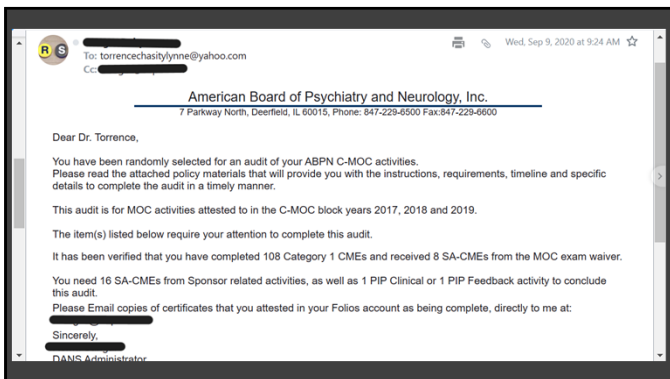 R S
Wed, Sep 9, 2020 at 9:24 AM
To: torrencechasitylynne@yahoo.com
Cc:
American Board of Psychiatry and Neurology, Inc.
7 Parkway North, Deerfield, IL 60015, Phone: 847-229-6500 Fax:847-229-6600
Dear Dr. Torrence,
You have been randomly selected for an audit of your ABPN C-MOC activities.
Please read the attached policy materials that will provide you with the instructions, requirements, timeline and specific
details to complete the audit in a timely manner.
This audit is for MOC activities attested to in the C-MOC block years 2017, 2018 and 2019.
The item(s) listed below require your attention to complete this audit.
It has been verified that you have completed 108 Category 1 CMEs and received 8 SA-CMEs from the MOC exam waiver.
You need 16 SA-CMEs from Sponsor related activities, as well as 1 PIP Clinical or 1 PIP Feedback activity to conclude
this audit.
Please Email copies of certificates that you attested in your Folios account as being complete, directly to me at:
Sincerely,
DANS Administrator